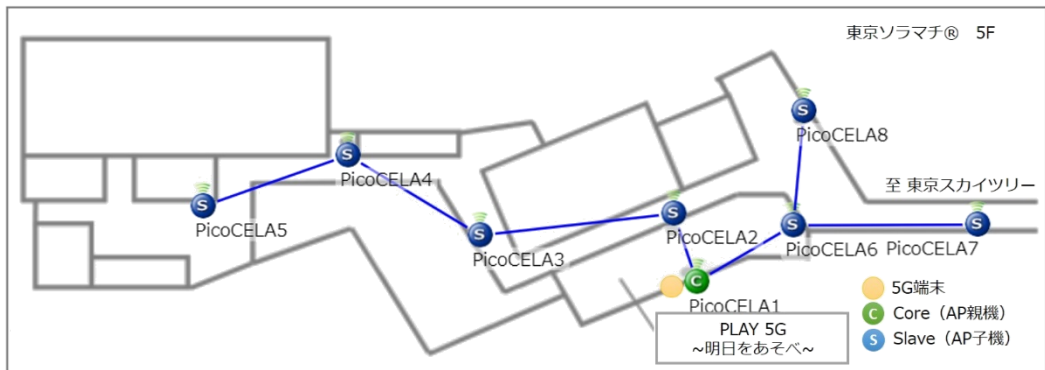 東京ソラマチ® 5F
PicoCELA8
PicoCELA4
至 東京スカイツリー
PicoCELA5
PicoCELA3
PicoCELA2
PicoCELA6
PicoCELA7
PicoCELA1
S
S
S
S
S
S
S
C
5G端末
C Core（AP親機）
S Slave（AP子機）
PLAY 5G
~明日をあそべ~